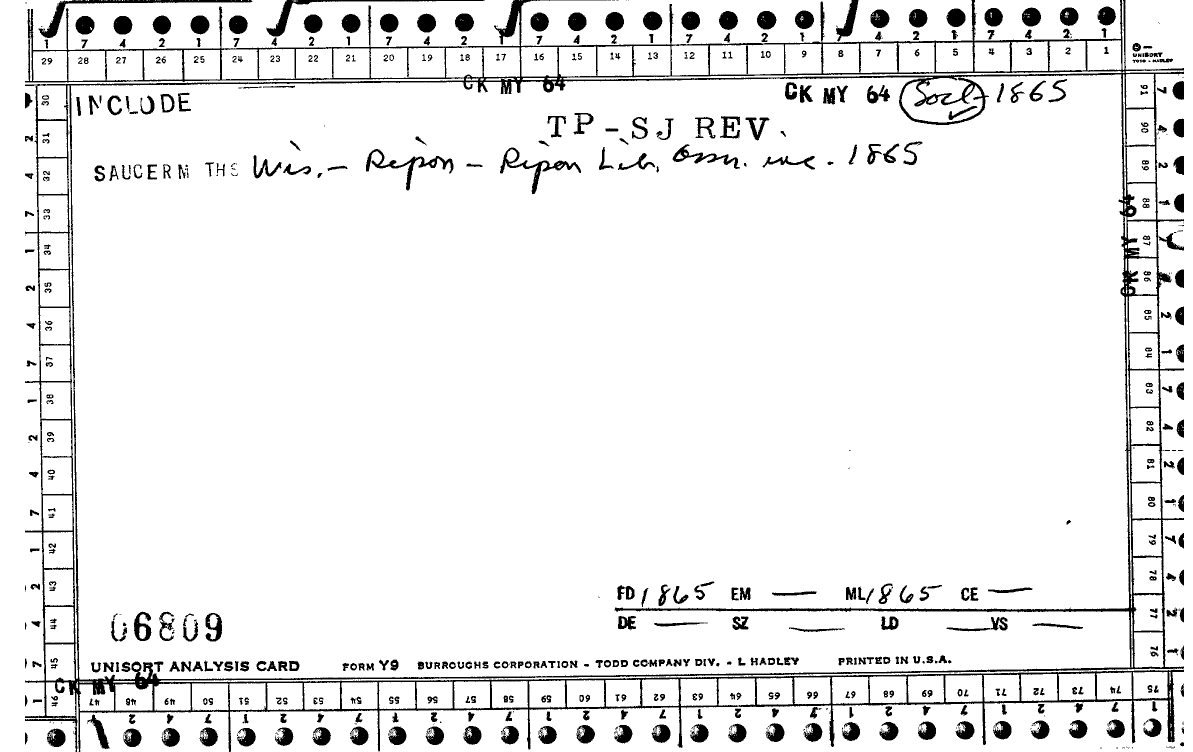 1 7 4 2 1 7 4 2 1 7 4 2 1 7 4 2 1 7 4 2 1 7 4 2 1 7 4 2 1
29 28 27 26 25 24 23 22 21 20 19 18 17 16 15 14 13 12 11 10 9 8 7 6 5 4 3 2 1
UNISORT
TODD - HADLEY
CK MY 64
CK MY 64 Socl - 1865
INCLUDE
TP-SJ REV.
SAUCERM THS Wis. - Ripon - Ripon Lib. Assn. inc. 1865
CK MY 64
30 31 32 33 34 35 36 37 38 39 40 41 42 43 44 45 46
91 90 89 88 87 86 85 84 83 82 81 80 79 78 77 76
FD 1865 EM — ML 1865 CE —
DE — SZ — LD — VS —
06809
UNISORT ANALYSIS CARD FORM Y9 BURROUGHS CORPORATION - TODD COMPANY DIV. - L HADLEY PRINTED IN U.S.A.
CK MY 64
47 48 49 50 51 52 53 54 55 56 57 58 59 60 61 62 63 64 65 66 67 68 69 70 71 72 73 74 75